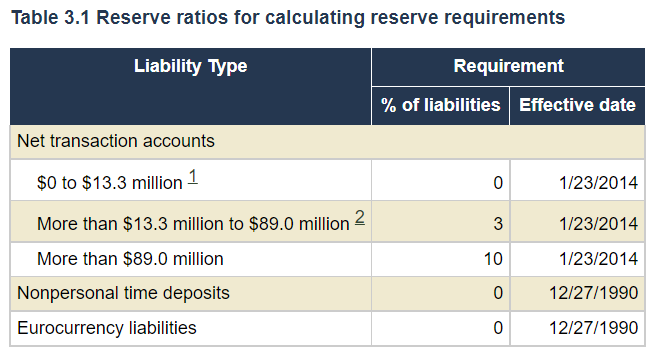 Table 3.1 Reserve ratios for calculating reserve requirements
Liability Type Requirement
% of liabilities Effective date
Net transaction accounts
$0 to $13.3 million 1 0 1/23/2014
More than $13.3 million to $89.0 million 2 3 1/23/2014
More than $89.0 million 10 1/23/2014
Nonpersonal time deposits 0 12/27/1990
Eurocurrency liabilities 0 12/27/1990